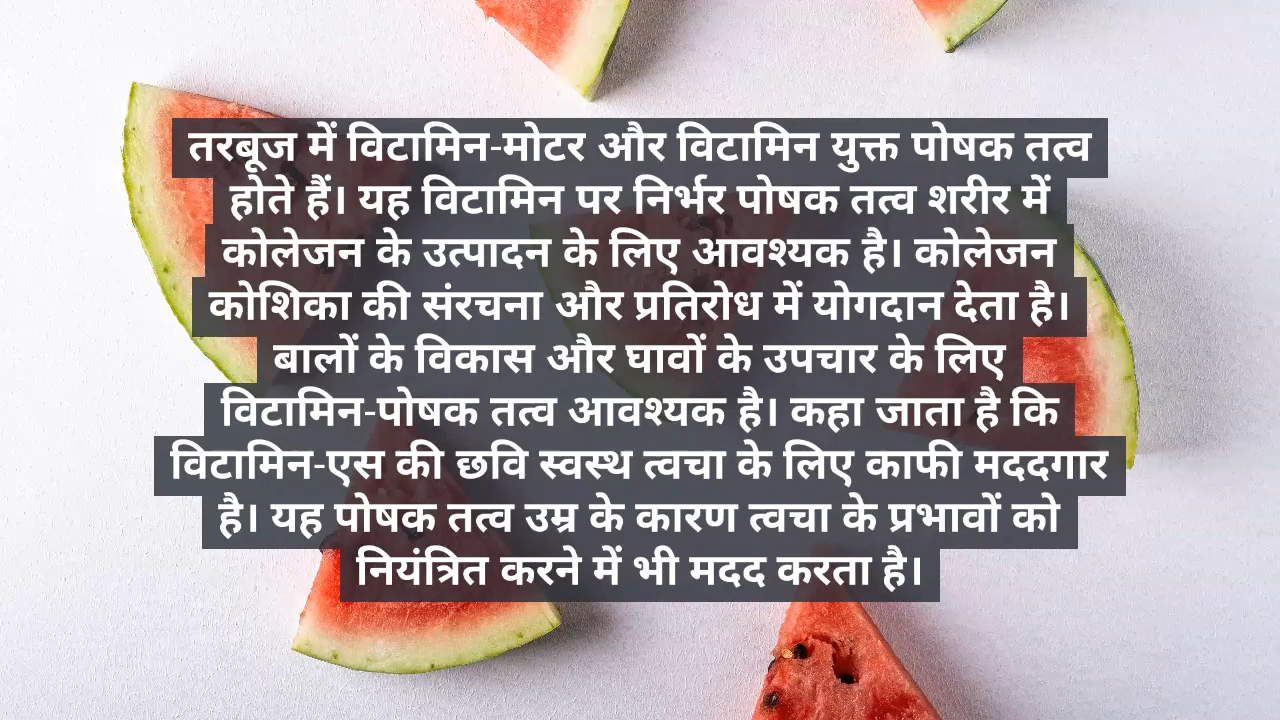 तरबूज में विटामिन-मोटर और विटामिन युक्त पोषक तत्व
होते हैं। यह विटामिन पर निर्भर पोषक तत्व शरीर में
कोलेजन के उत्पादन के लिए आवश्यक है। कोलेजन
कोशिका की संरचना और प्रतिरोध में योगदान देता है।
बालों के विकास और घावों के उपचार के लिए
विटामिन-पोषक तत्व आवश्यक है। कहा जाता है कि
विटामिन-एस की छवि स्वस्थ त्वचा के लिए काफी मददगार
है। यह पोषक तत्व उम्र के कारण त्वचा के प्रभावों को
नियंत्रित करने में भी मदद करता है।